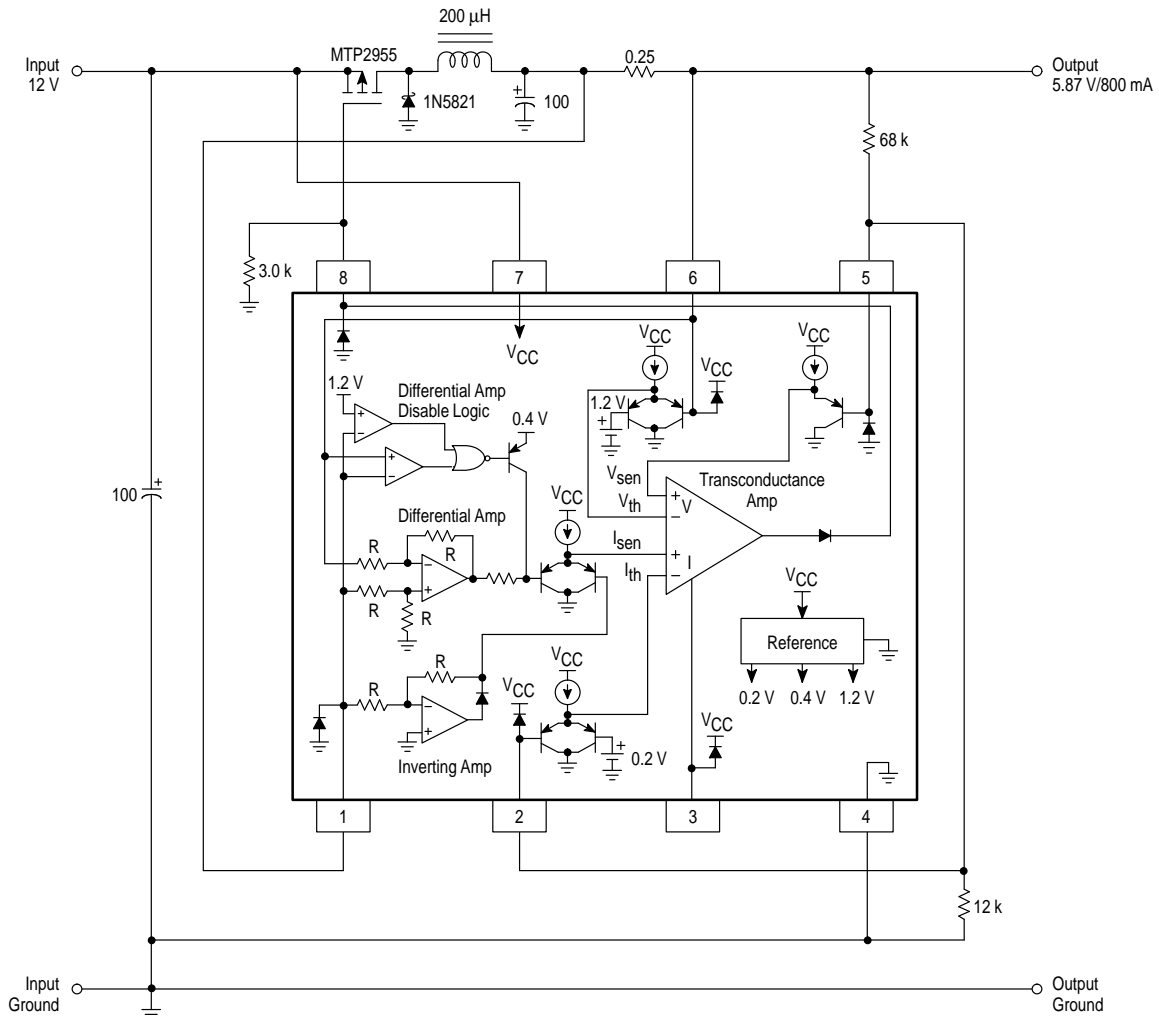 200 µH
MTP2955
Input
12 V
1N5821
100
0.25
Output
5.87 V/800 mA
68 k
3.0 k
8
7
6
5
VCC
1.2 V
Differential Amp
Disable Logic
0.4 V
VCC
1.2 V
VCC
VCC
Vsen
Vth
Transconductance
Amp
V
100
Differential Amp
VCC
Isen
Ith
I
R
R
R
R
VCC
Reference
0.2 V
0.4 V
1.2 V
R
R
VCC
VCC
VCC
0.2 V
Inverting Amp
1
2
3
4
12 k
Input
Ground
Output
Ground